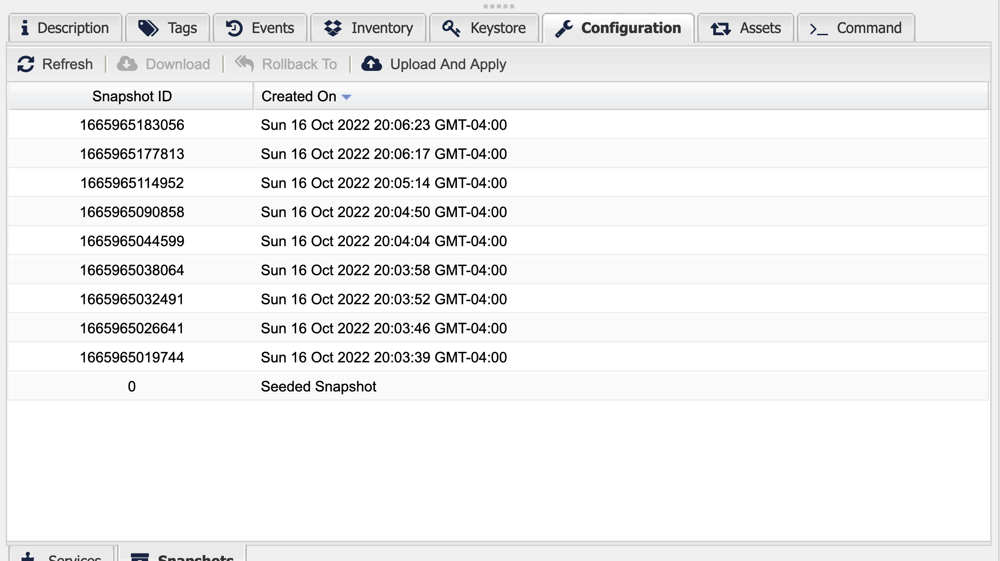 Description Tags Events Inventory Keystore Configuration Assets >_ Command
Refresh Download Rollback To Upload And Apply
Snapshot ID Created On
1665965183056 Sun 16 Oct 2022 20:06:23 GMT-04:00
1665965177813 Sun 16 Oct 2022 20:06:17 GMT-04:00
1665965114952 Sun 16 Oct 2022 20:05:14 GMT-04:00
1665965090858 Sun 16 Oct 2022 20:04:50 GMT-04:00
1665965044599 Sun 16 Oct 2022 20:04:04 GMT-04:00
1665965038064 Sun 16 Oct 2022 20:03:58 GMT-04:00
1665965032491 Sun 16 Oct 2022 20:03:52 GMT-04:00
1665965026641 Sun 16 Oct 2022 20:03:46 GMT-04:00
1665965019744 Sun 16 Oct 2022 20:03:39 GMT-04:00
0 Seeded Snapshot
Services Snapshots